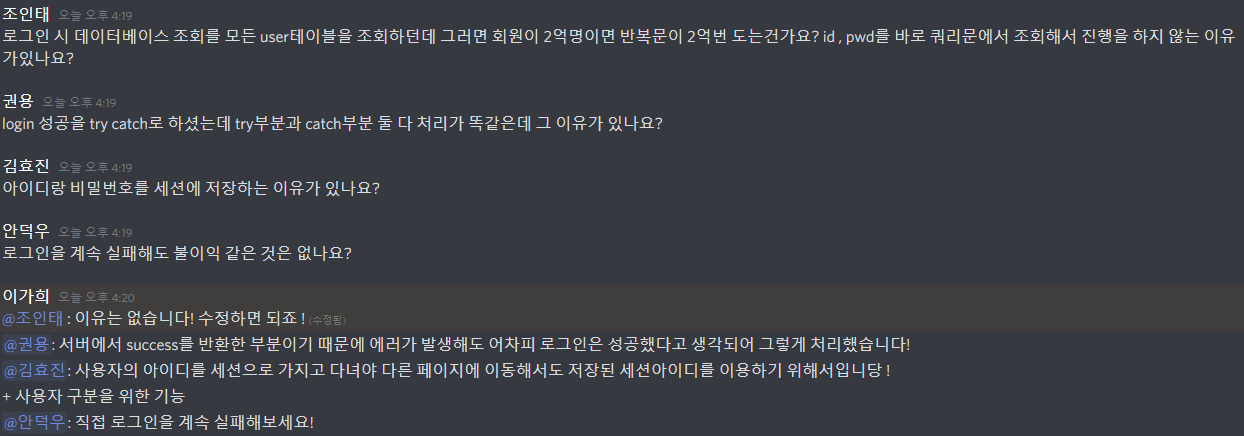 조인태 오늘 오후 4:19
로그인 시 데이터베이스 조회를 모든 user테이블을 조회하던데 그러면 회원이 2억명이면 반복문이 2억번 도는건가요? id , pwd를 바로 쿼리문에서 조회해서 진행을 하지 않는 이유
가있나요?
권용 오늘 오후 4:19
login 성공을 try catch로 하셨는데 try부분과 catch부분 둘 다 처리가 똑같은데 그 이유가 있나요?
김효진 오늘 오후 4:19
아이디랑 비밀번호를 세션에 저장하는 이유가 있나요?
안덕우 오늘 오후 4:19
로그인을 계속 실패해도 불이익 같은 것은 없나요?
이가희 오늘 오후 4:20
@조인태 : 이유는 없습니다! 수정하면 되죠 ! (수정됨)
@권용 : 서버에서 success를 반환한 부분이기 때문에 에러가 발생해도 어차피 로그인은 성공했다고 생각되어 그렇게 처리했습니다!
@김효진 : 사용자의 아이디를 세션으로 가지고 다녀야 다른 페이지에 이동해서도 저장된 세션아이디를 이용하기 위해서입니당 !
+ 사용자 구분을 위한 기능
@안덕우 : 직접 로그인을 계속 실패해보세요!